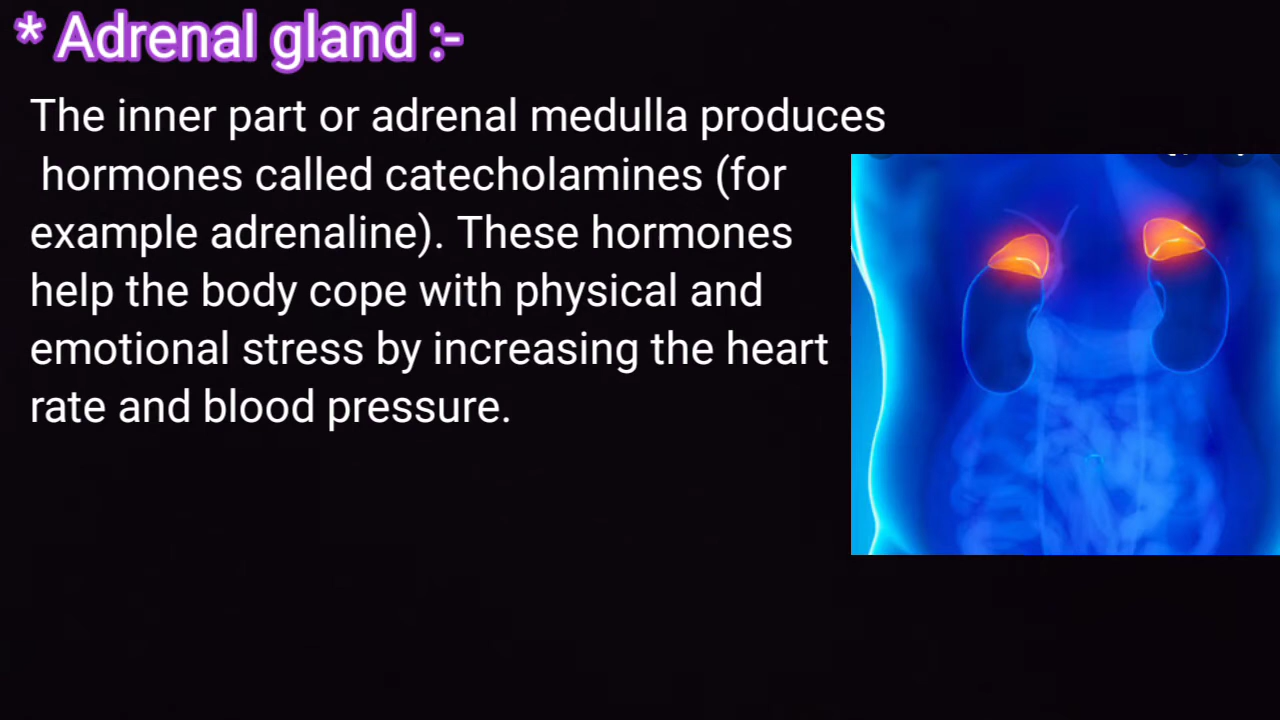 * Adrenal gland :-
The inner part or adrenal medulla produces
hormones called catecholamines (for
example adrenaline). These hormones
help the body cope with physical and
emotional stress by increasing the heart
rate and blood pressure.